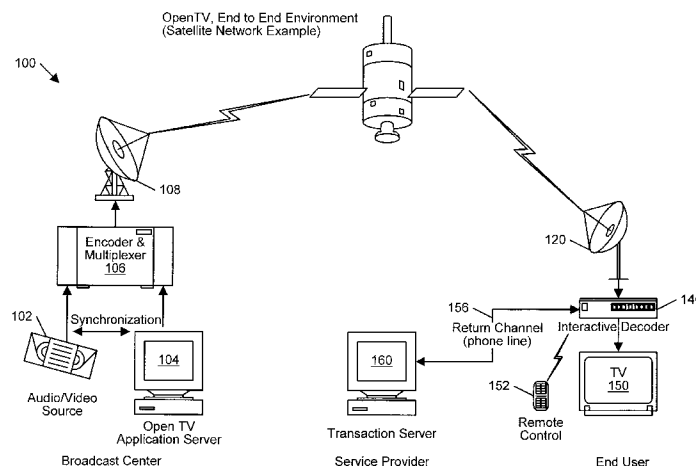 OpenTV, End to End Environment
(Satellite Network Example)
100
108
120
Encoder &
Multiplexer
106
156
Return Channel
(phone line)
Interactive Decoder
102
Synchronization
104
160
152
TV
150
Audio/Video
Source
Open TV
Application Server
Transaction Server
Remote
Control
Broadcast Center
Service Provider
End User